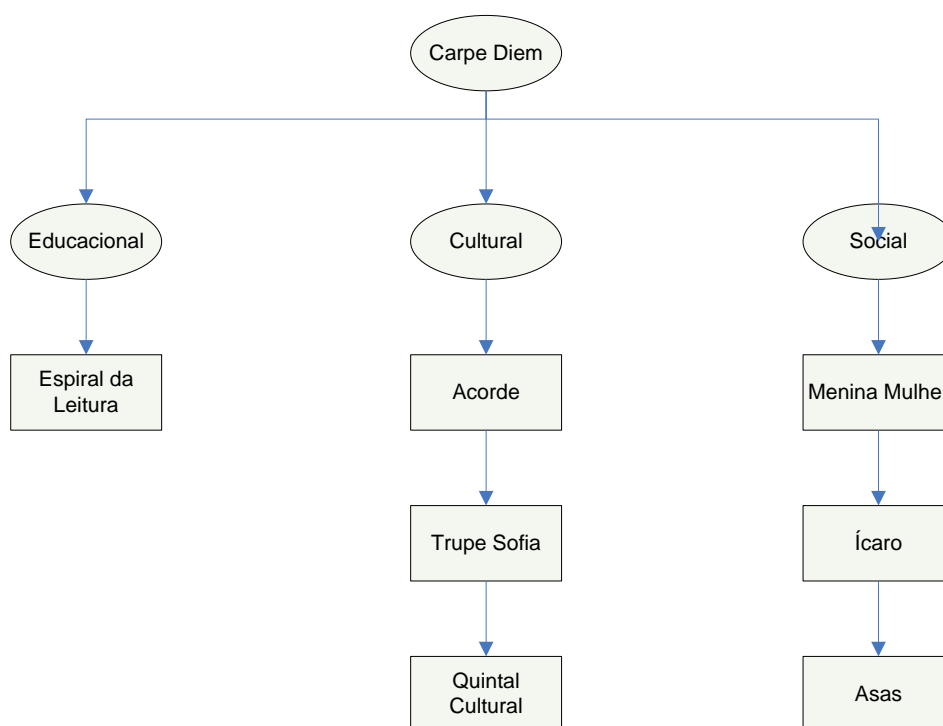 Carpe Diem
Educacional
Cultural
Social
Espiral da
Leitura
Acorde
Menina Mulhe
Trupe Sofia
Ícaro
Quintal
Cultural
Asas